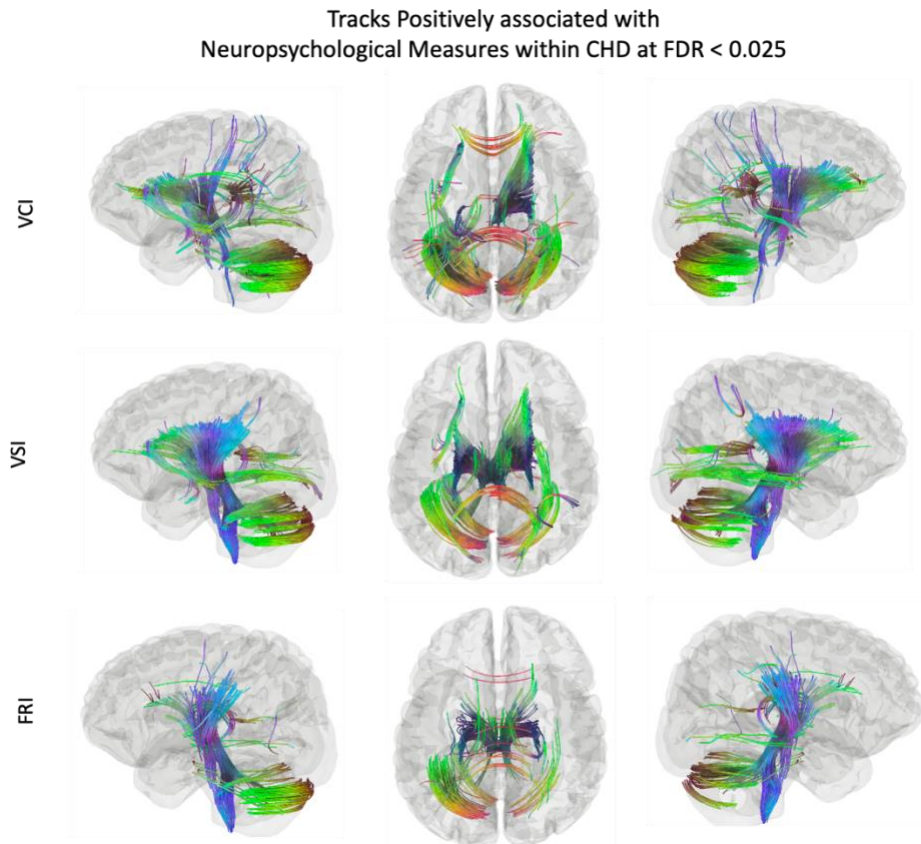 Tracks Positively associated with
Neuropsychological Measures within CHD at FDR < 0.025
VCI
VSI
FRI